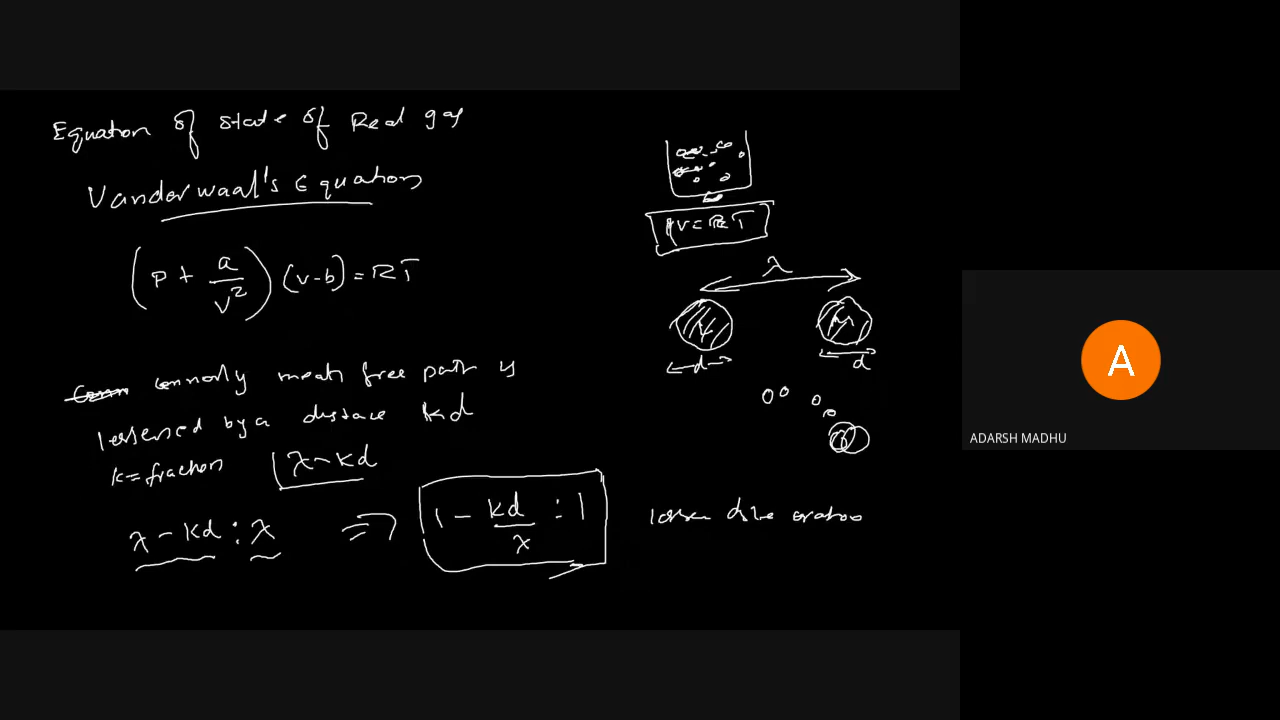 Equation of state of Real gas
Vanderwaal's Equation
(P + a/V²) (V-b) = RT
commonly mean free path is
lessened by a distance kd
k = fraction λ - kd
λ - kd : λ ⇒ 1 - kd/λ : 1
PV = RT
λ
d
d
ADARSH MADHU
A